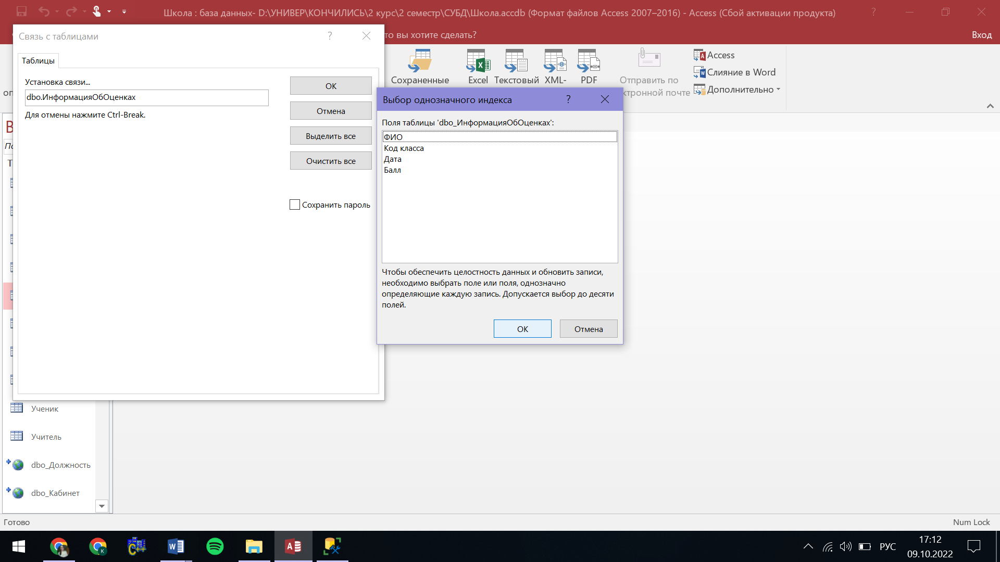 Школа : база данных- D:\УНИВЕР\КОНЧИЛИСЬ\2 курс\2 семестр\СУБД\Школа.accdb (Формат файлов Access 2007–2016) - Access (Сбой активации продукта)
?
то вы хотите сделать?
Вход
Связь с таблицами
?
Таблицы
Установка связи...
dbo.ИнформацияОбОценках
Для отмены нажмите Ctrl-Break.
ОК
Отмена
Выделить все
Очистить все
Сохранить пароль
Сохраненные
Excel
Текстовый
XML-
PDF
Отправить по
ктронной почте
Access
Слияние в Word
Дополнительно
Выбор однозначного индекса
?
Поля таблицы 'dbo_ИнформацияОбОценках':
ФИО
Код класса
Дата
Балл
Чтобы обеспечить целостность данных и обновить записи,
необходимо выбрать поле или поля, однозначно
определяющие каждую запись. Допускается выбор до десяти
полей.
ОК
Отмена
Ученик
Учитель
dbo_Должность
dbo_Кабинет
Готово
Num Lock
РУС
17:12
09.10.2022